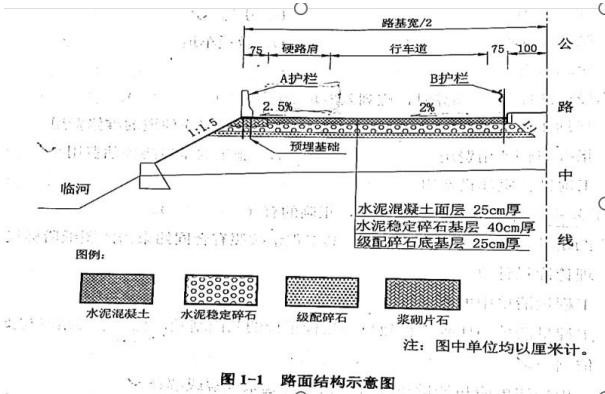 路基宽/2
75 硬路肩 行车道 75 100
公
A护栏 B护栏
2.5% 2%
路
1:1.5 1:1
预埋基础
中
临河
水泥混凝土面层 25cm厚
水泥稳定碎石基层 40cm厚
级配碎石底基层 25cm厚
线
图例:
水泥混凝土 水泥稳定碎石 级配碎石 浆砌片石
注: 图中单位均以厘米计。
图1-1 路面结构示意图